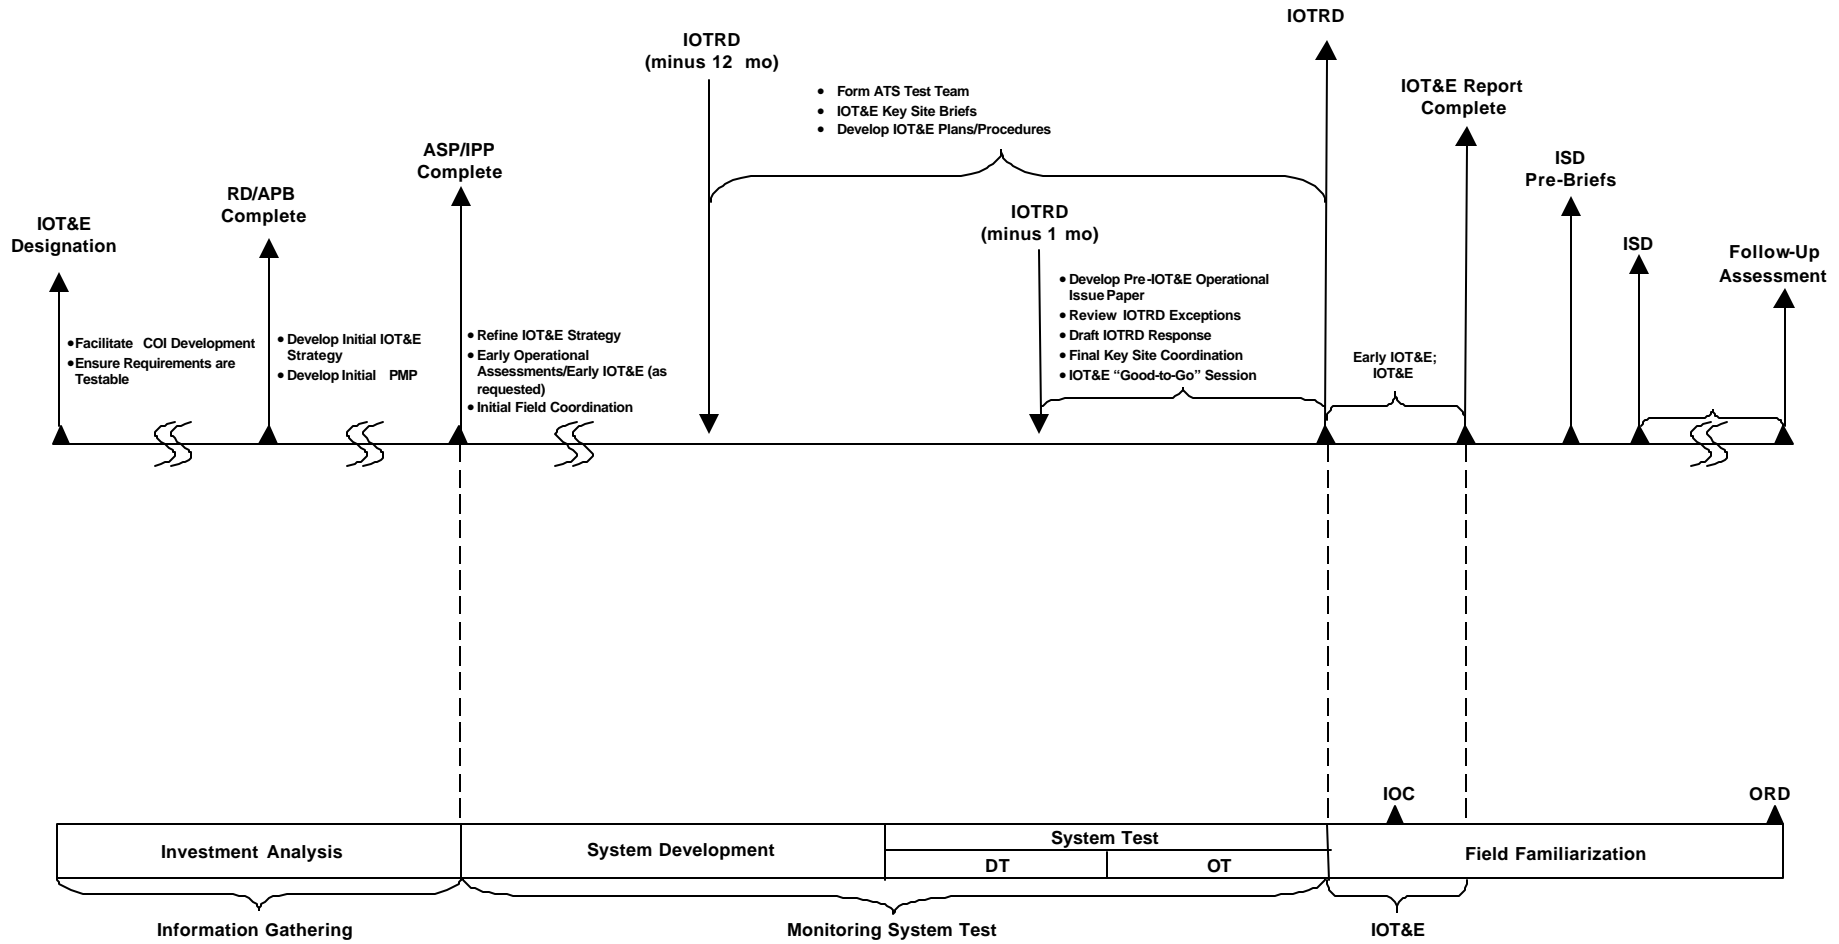 IOTRD
IOTRD
(minus 12 mo)
• Form ATS Test Team
• IOT&E Key Site Briefs
• Develop IOT&E Plans/Procedures
IOT&E Report
Complete
ASP/IPP
Complete
ISD
Pre-Briefs
RD/APB
Complete
IOTRD
(minus 1 mo)
IOT&E
Designation
ISD
Follow-Up
Assessment
• Facilitate COI Development
• Ensure Requirements are
Testable
• Develop Initial IOT&E
Strategy
• Develop Initial PMP
• Refine IOT&E Strategy
• Early Operational
Assessments/Early IOT&E (as
requested)
• Initial Field Coordination
• Develop Pre-IOT&E Operational
Issue Paper
• Review IOTRD Exceptions
• Draft IOTRD Response
• Final Key Site Coordination
• IOT&E “Good-to-Go” Session
Early IOT&E;
IOT&E
IOC
ORD
Investment Analysis
System Development
System Test
DT
OT
Field Familiarization
Information Gathering
Monitoring System Test
IOT&E